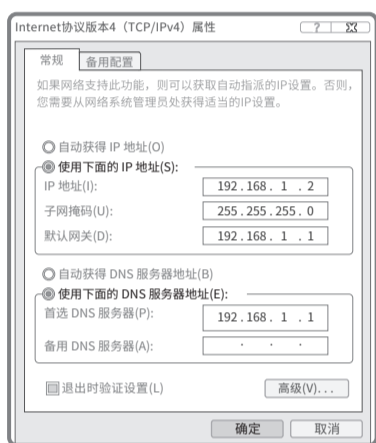 Internet协议版本4（TCP/IPv4）属性
?
常规 备用配置
如果网络支持此功能，则可以获取自动指派的IP设置。否则，
您需要从网络系统管理员处获得适当的IP设置。
自动获得 IP 地址(O)
使用下面的 IP 地址(S):
IP 地址(I): 192.168. 1 . 2
子网掩码(U): 255.255.255. 0
默认网关(D): 192.168. 1 . 1
自动获得 DNS 服务器地址(B)
使用下面的 DNS 服务器地址(E):
首选 DNS 服务器(P): 192.168. 1 . 1
备用 DNS 服务器(A): . . .
退出时验证设置(L) 高级(V)...
确定 取消